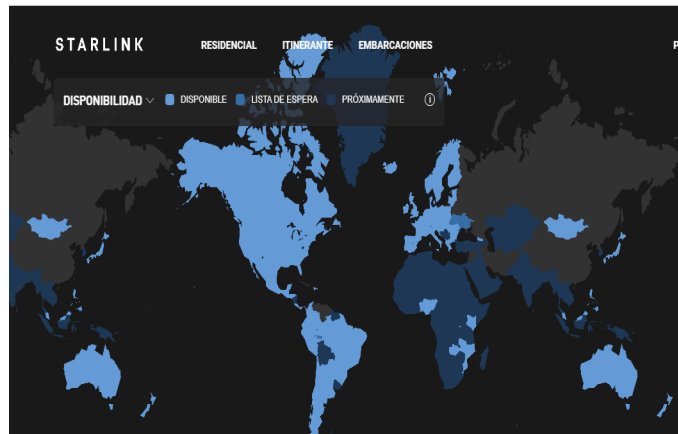 STARLINK RESIDENCIAL ITINERANTE EMBARCACIONES P
DISPONIBILIDAD DISPONIBLE LISTA DE ESPERA PRÓXIMAMENTE